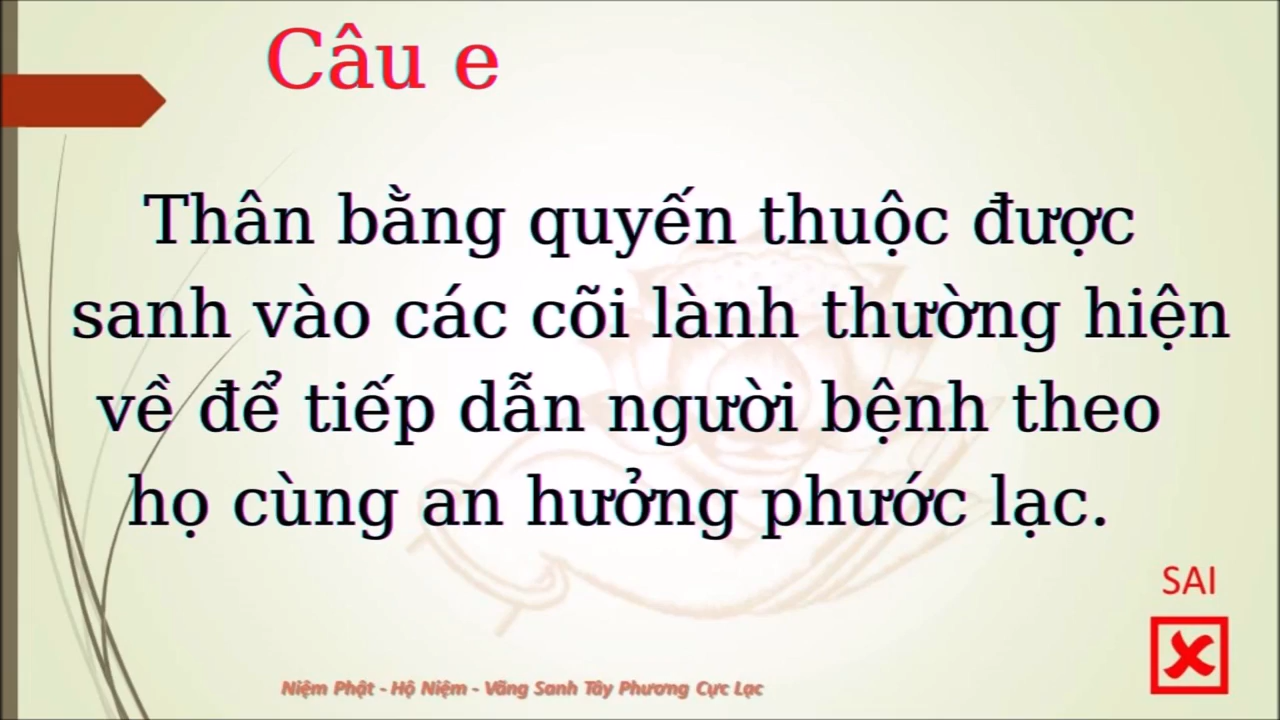 Câu e
Thân bằng quyến thuộc được
sanh vào các cõi lành thường hiện
về để tiếp dẫn người bệnh theo
họ cùng an hưởng phước lạc.
SAI
Niệm Phật - Hộ Niệm - Vãng Sanh Tây Phương Cực Lạc